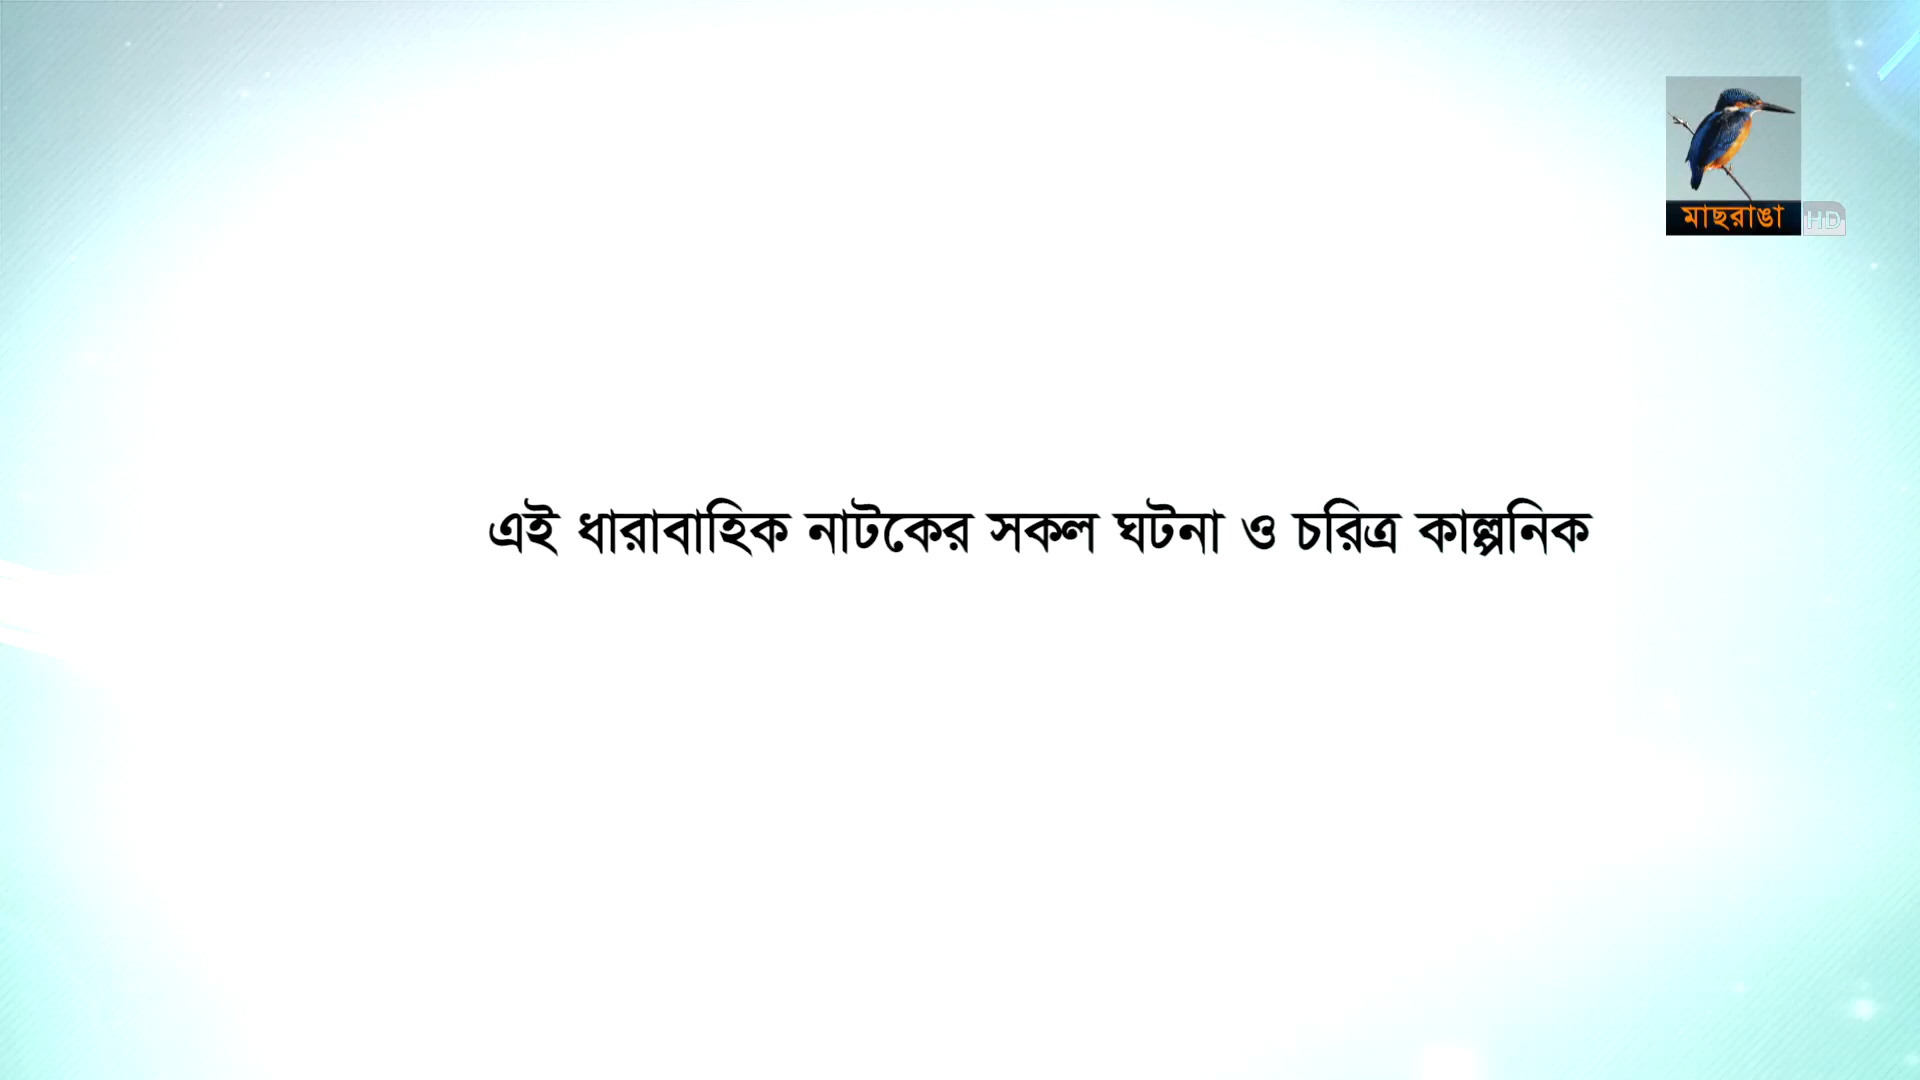 মাছরাঙা HD
এই ধারাবাহিক নাটকের সকল ঘটনা ও চরিত্র কাল্পনিক